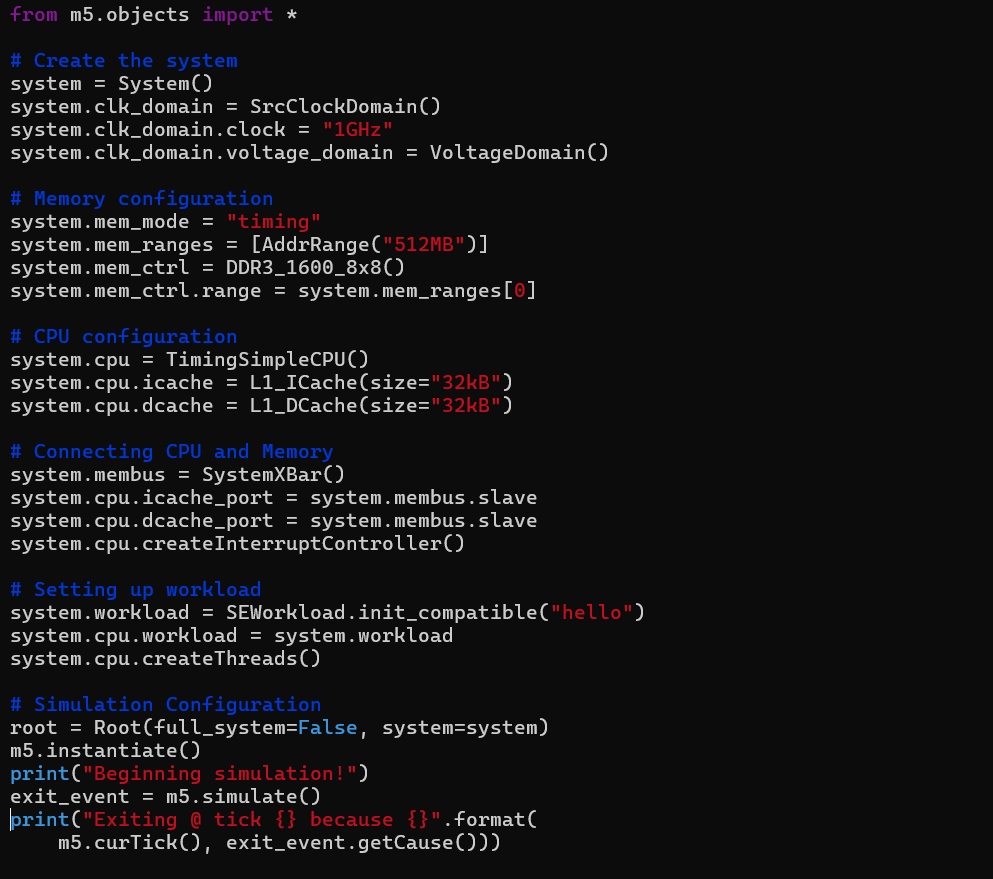 from m5.objects import *

# Create the system
system = System()
system.clk_domain = SrcClockDomain()
system.clk_domain.clock = "1GHz"
system.clk_domain.voltage_domain = VoltageDomain()

# Memory configuration
system.mem_mode = "timing"
system.mem_ranges = [AddrRange("512MB")]
system.mem_ctrl = DDR3_1600_8x8()
system.mem_ctrl.range = system.mem_ranges[0]

# CPU configuration
system.cpu = TimingSimpleCPU()
system.cpu.icache = L1_ICache(size="32kB")
system.cpu.dcache = L1_DCache(size="32kB")

# Connecting CPU and Memory
system.membus = SystemXBar()
system.cpu.icache_port = system.membus.slave
system.cpu.dcache_port = system.membus.slave
system.cpu.createInterruptController()

# Setting up workload
system.workload = SEWorkload.init_compatible("hello")
system.cpu.workload = system.workload
system.cpu.createThreads()

# Simulation Configuration
root = Root(full_system=False, system=system)
m5.instantiate()
print("Beginning simulation!")
exit_event = m5.simulate()
print("Exiting @ tick {} because {}".format(
    m5.curTick(), exit_event.getCause()))